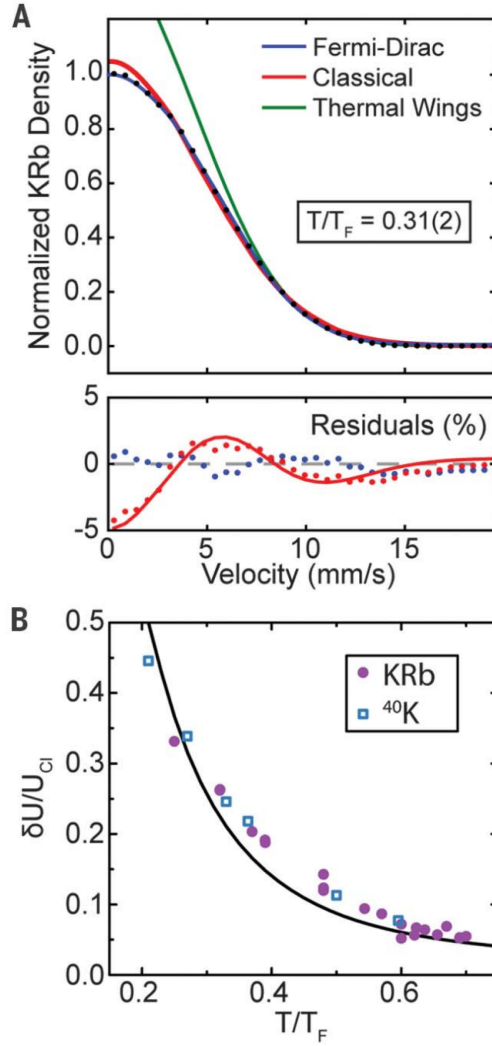 A
Normalized KRb Density
1.0
0.8
0.6
0.4
0.2
0.0
Fermi-Dirac
Classical
Thermal Wings
T/T_F = 0.31(2)
5
0
-5
Residuals (%)
0 5 10 15
Velocity (mm/s)
B
δU/U_Cl
0.5
0.4
0.3
0.2
0.1
0.0
KRb
⁴⁰K
0.2 0.4 0.6
T/T_F